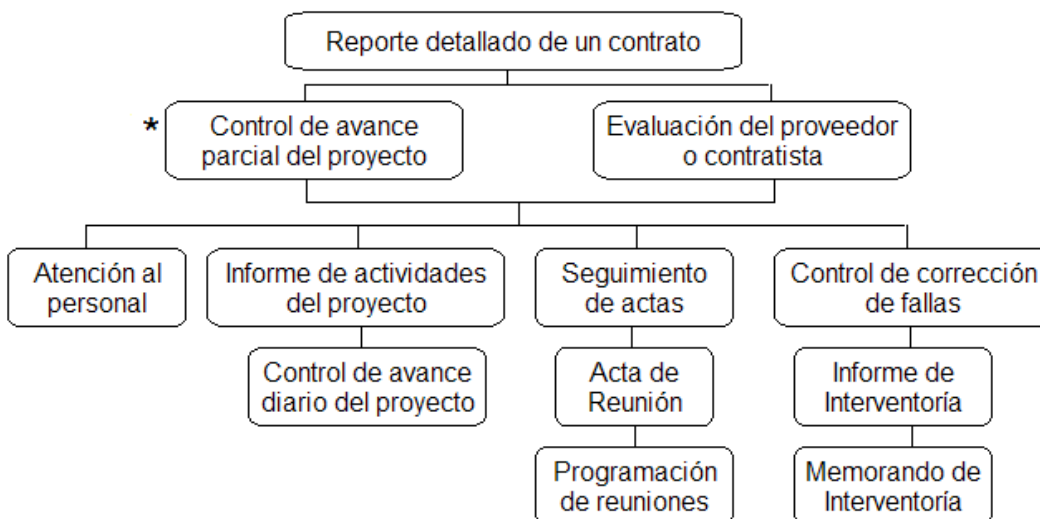 Reporte detallado de un contrato
*
Control de avance
parcial del proyecto
Evaluación del proveedor
o contratista
Atención al
personal
Informe de actividades
del proyecto
Seguimiento
de actas
Control de corrección
de fallas
Control de avance
diario del proyecto
Acta de
Reunión
Informe de
Interventoría
Programación
de reuniones
Memorando de
Interventoría